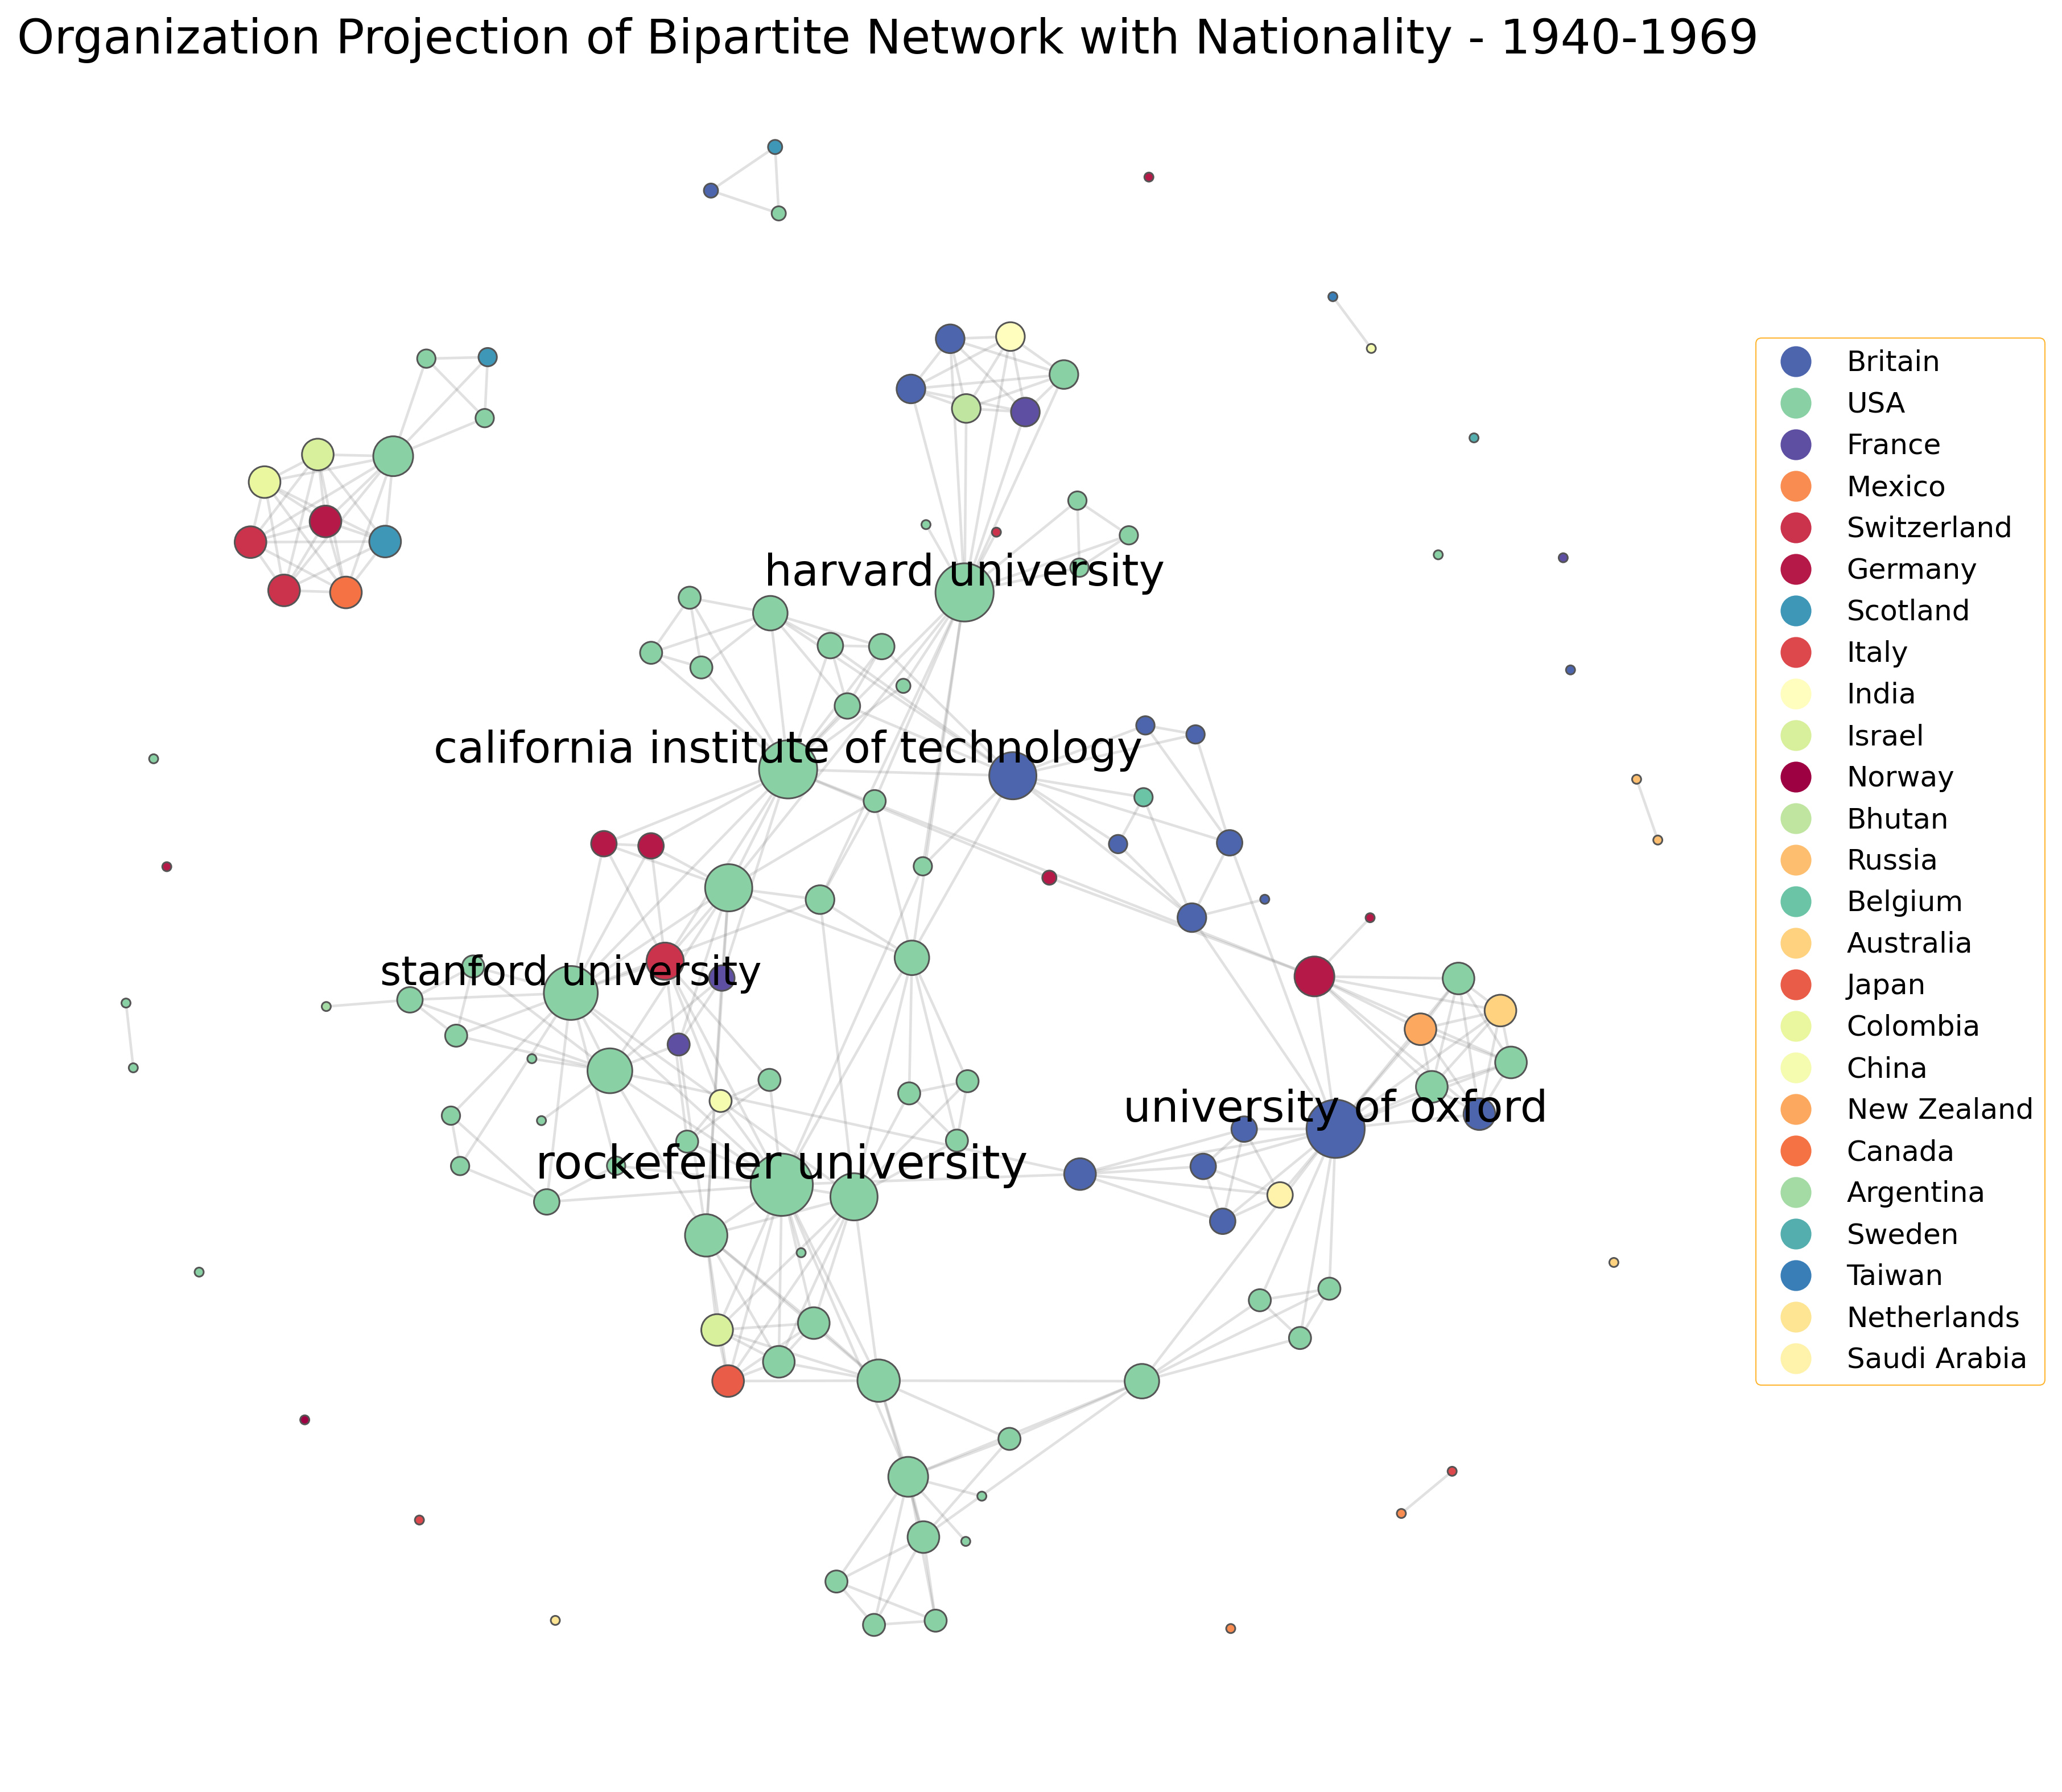 Organization Projection of Bipartite Network with Nationality - 1940-1969
harvard university
california institute of technology
stanford university
university of oxford
rockefeller university
Britain
USA
France
Mexico
Switzerland
Germany
Scotland
Italy
India
Israel
Norway
Bhutan
Russia
Belgium
Australia
Japan
Colombia
China
New Zealand
Canada
Argentina
Sweden
Taiwan
Netherlands
Saudi Arabia